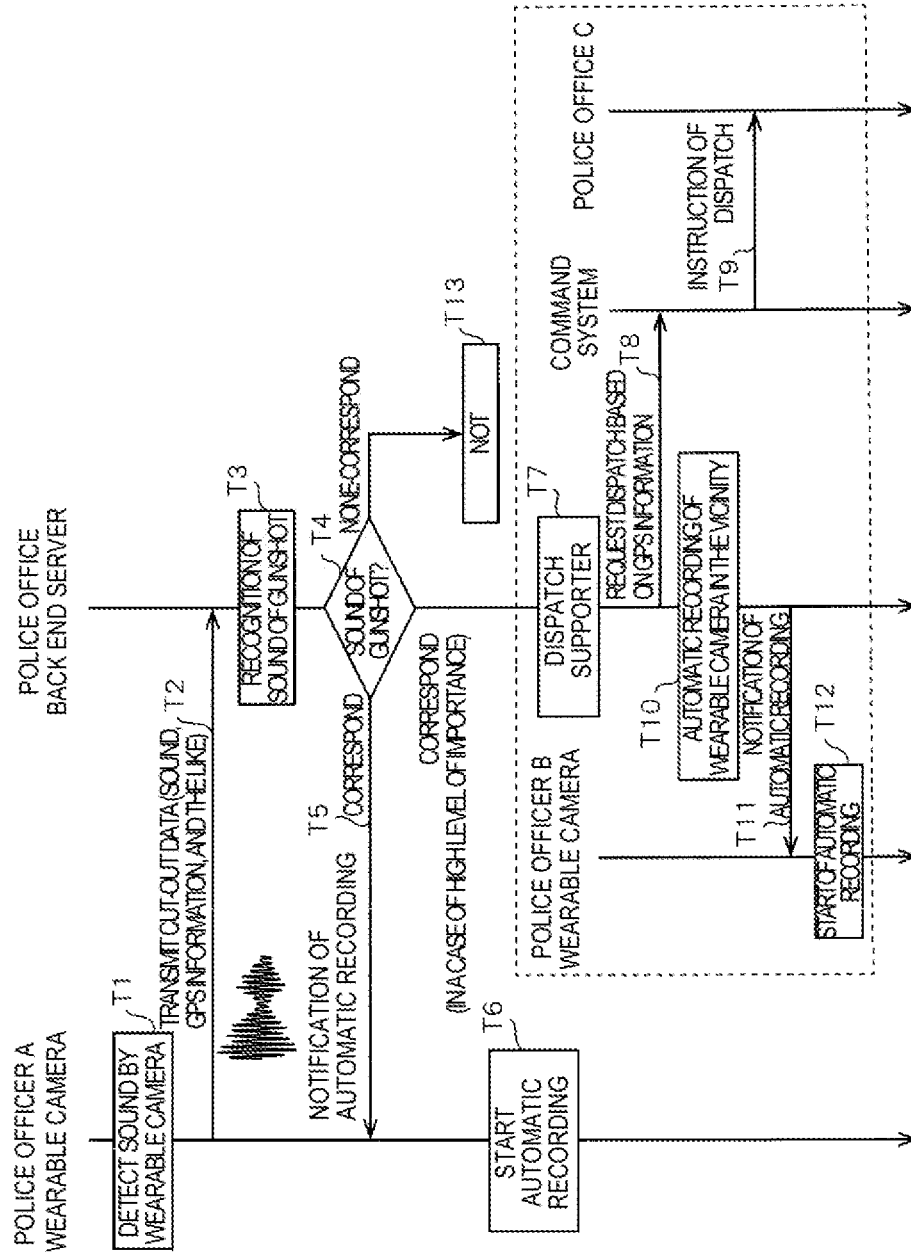 POLICE OFFICER A
WEARABLE CAMERA
POLICE OFFICE
BACK END SERVER
T1
DETECT SOUND BY
WEARABLE CAMERA
TRANSMIT CUT-OUT DATA (SOUND,
GPS INFORMATION, AND THE LIKE)
T2
T3
RECOGNITION OF
SOUND OF GUNSHOT
T4
SOUND OF
GUNSHOT?
NONE-CORRESPOND
T13
NOT
T5
CORRESPOND
NOTIFICATION OF
AUTOMATIC RECORDING
CORRESPOND
(IN A CASE OF HIGH LEVEL OF IMPORTANCE)
T6
START
AUTOMATIC
RECORDING
POLICE OFFICER B
WEARABLE CAMERA
COMMAND
SYSTEM
POLICE OFFICE C
T7
DISPATCH
SUPPORTER
REQUEST DISPATCH BASED
ON GPS INFORMATION
T8
INSTRUCTION OF
DISPATCH
T9
T10
AUTOMATIC RECORDING OF
WEARABLE CAMERA IN THE VICINITY
T11
NOTIFICATION OF
AUTOMATIC RECORDING
T12
START OF AUTOMATIC
RECORDING